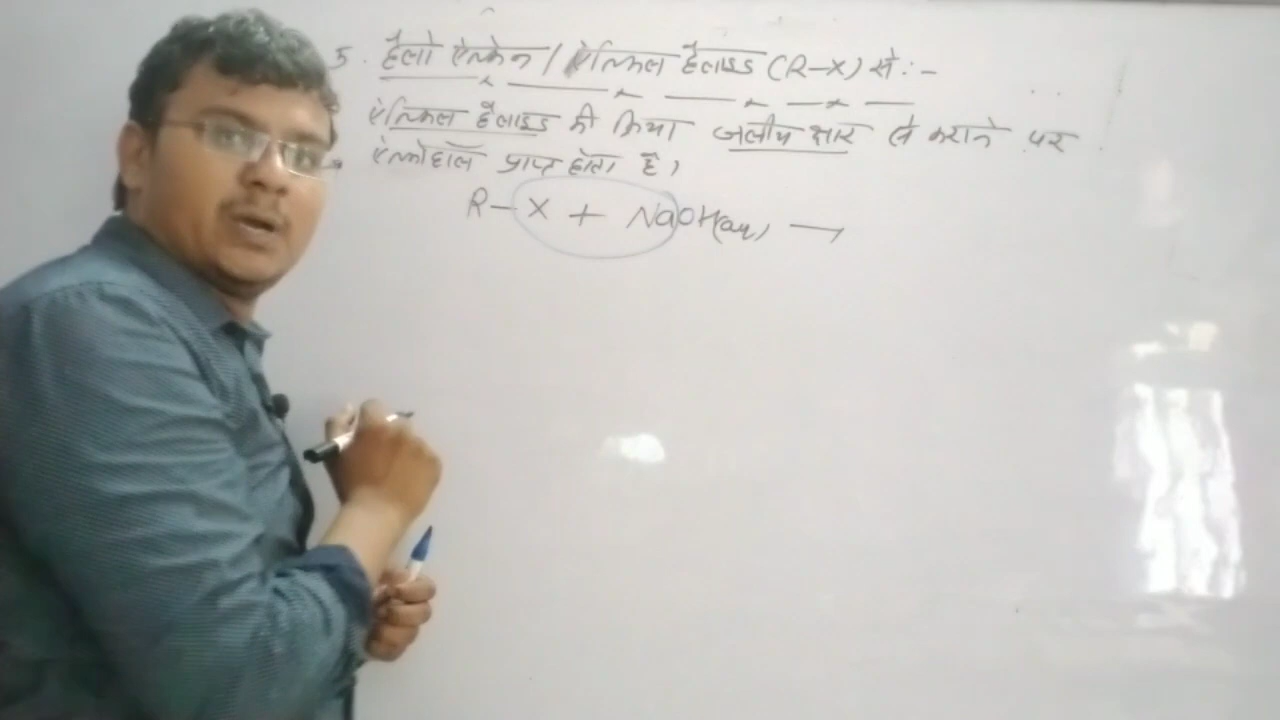 5. हैलो ऐल्केन / ऐल्किल हैलाइड (R-X) से :-
ऐल्किल हैलाइड की क्रिया जलीय क्षार से कराने पर
ऐल्कोहॉल प्राप्त होता है।
R - X + NaOH(aq) →